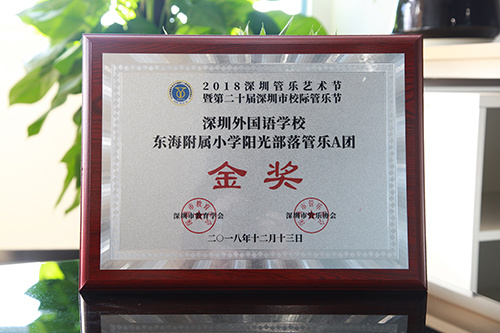 2018深圳管乐艺术节
暨第二十届深圳市校际管乐节
深圳外国语学校
东海附属小学阳光部落管乐A团
金奖
深圳市教育学会
深圳市管乐协会
二〇一八年十二月十三日